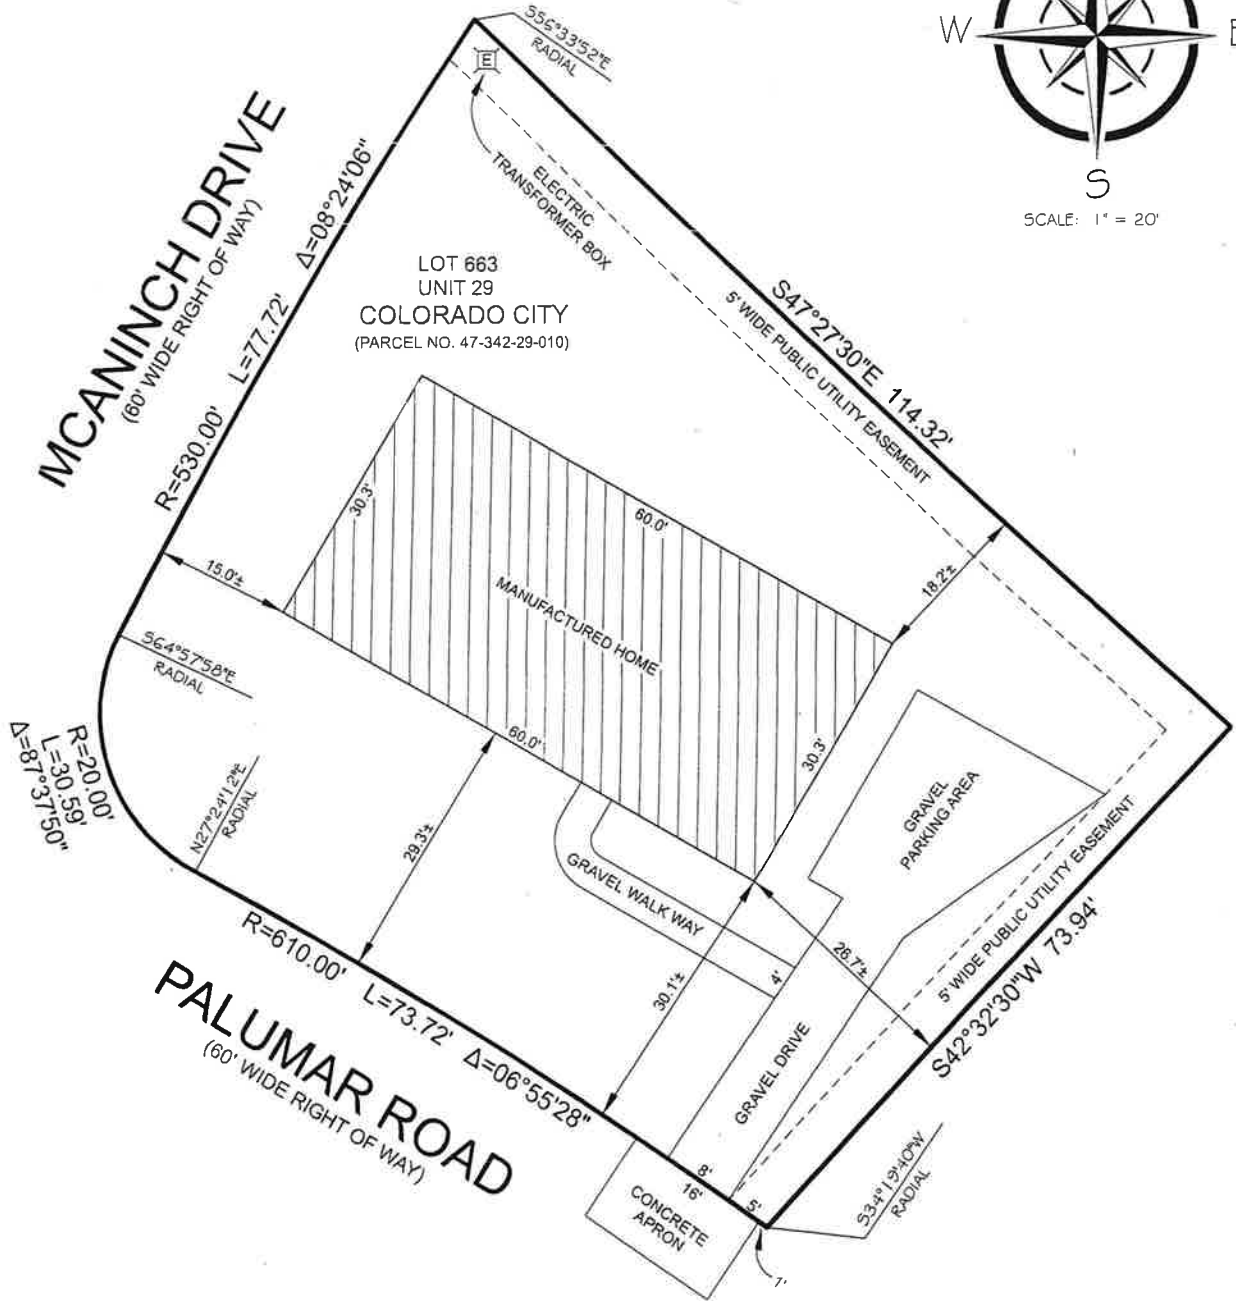 W
E
S
SCALE: 1" = 20'
S56°33'52"E
RADIAL
E
ELECTRIC
TRANSFORMER BOX
MCANINCH DRIVE
(60' WIDE RIGHT OF WAY)
R=530.00' L=77.72' Δ=08°24'06"
LOT 663
UNIT 29
COLORADO CITY
(PARCEL NO. 47-342-29-010)
S47°27'30"E 114.32'
5' WIDE PUBLIC UTILITY EASEMENT
30.3'
60.0'
MANUFACTURED HOME
18.2'±
15.0'±
S64°57'58"E
RADIAL
60.0'
30.3'
R=20.00'
L=30.59'
Δ=87°37'50"
N27°24'12"E
RADIAL
29.3'±
GRAVEL WALK WAY
GRAVEL
PARKING AREA
5' WIDE PUBLIC UTILITY EASEMENT
S42°32'30"W 73.94'
26.7'±
30.1'±
4'
GRAVEL DRIVE
R=610.00' L=73.72' Δ=06°55'28"
PALUMAR ROAD
(60' WIDE RIGHT OF WAY)
8'
16'
5'
CONCRETE
APRON
1'
S34°19'40"W
RADIAL